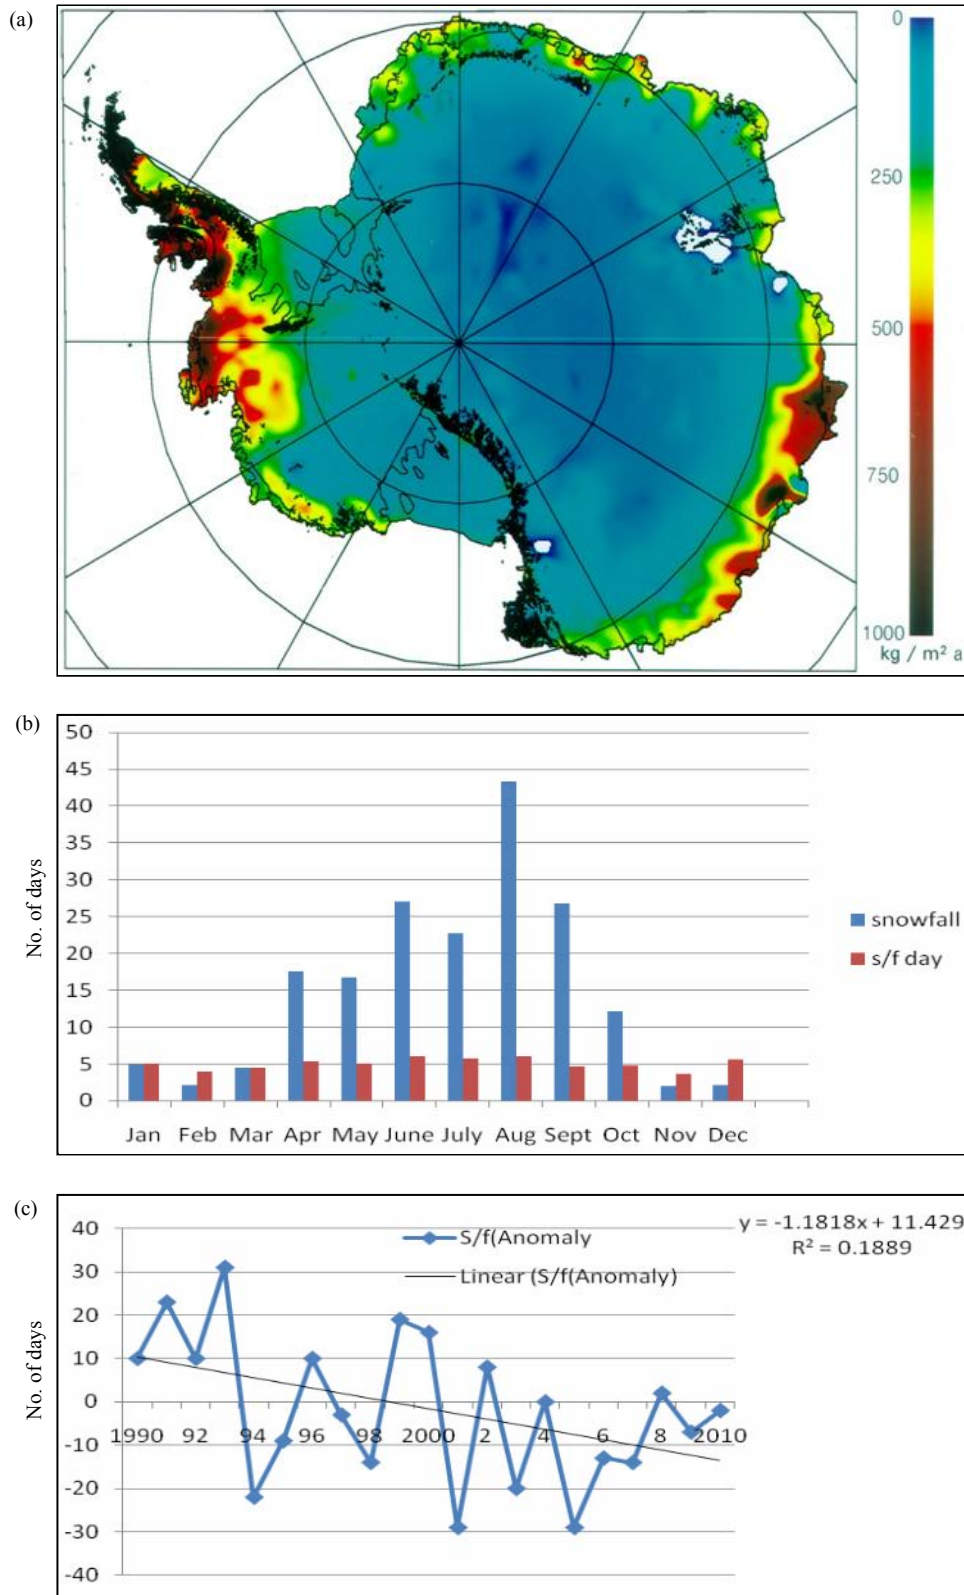 (a)
0
250
500
750
1000
kg / m² a
(b)
No. of days
50
45
40
35
30
25
20
15
10
5
0
Jan Feb Mar Apr May June July Aug Sept Oct Nov Dec
snowfall
s/f day
(c)
No. of days
S/f(Anomaly
Linear (S/f(Anomaly)
y = -1.1818x + 11.429
R² = 0.1889
40
30
20
10
0
-10
-20
-30
-40
1990 92 94 96 98 2000 2 4 6 8 2010